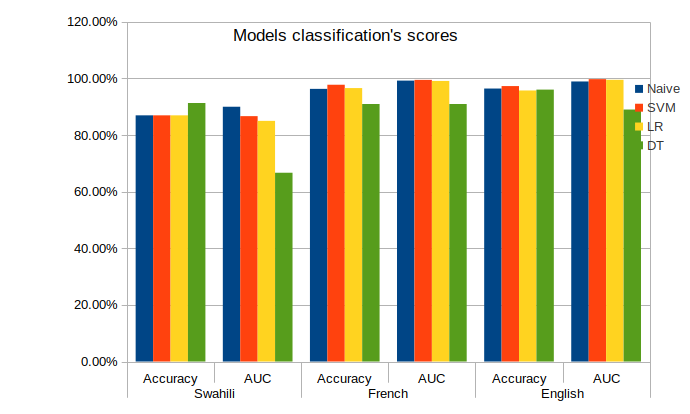 Models classification's scores
120.00%
100.00%
80.00%
60.00%
40.00%
20.00%
0.00%
Naive
SVM
LR
DT
Accuracy AUC Accuracy AUC Accuracy AUC
Swahili French English